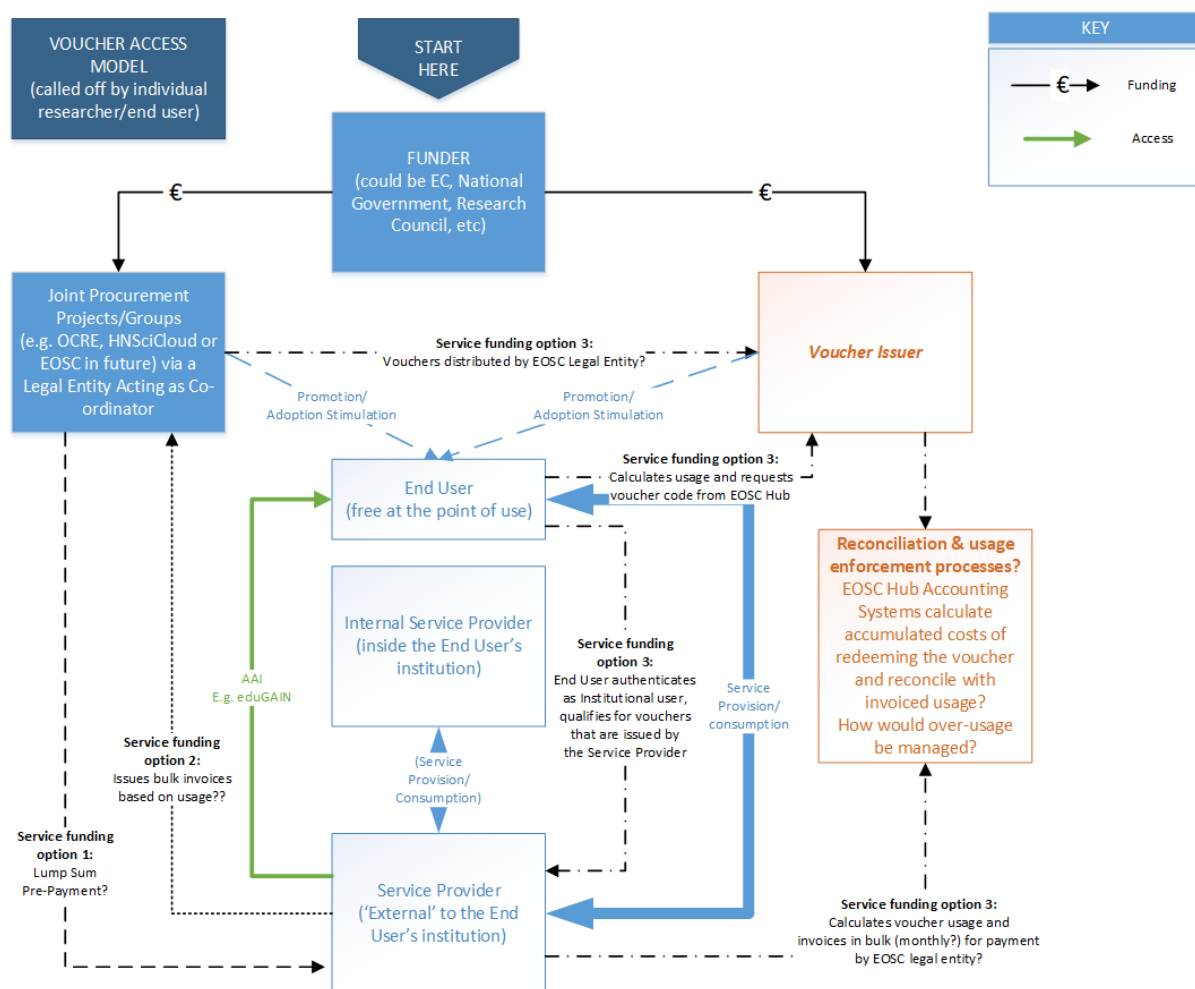 VOUCHER ACCESS
MODEL
(called off by individual
researcher/end user)
START
HERE
KEY
€
Funding
Access
FUNDER
(could be EC, National
Government, Research
Council, etc)
€
€
Joint Procurement
Projects/Groups
(e.g. OCRE, HNSciCloud or
EOSC in future) via a
Legal Entity Acting as Co-
ordinator
Service funding option 3:
Vouchers distributed by EOSC Legal Entity?
Voucher Issuer
Promotion/
Adoption Stimulation
Promotion/
Adoption Stimulation
End User
(free at the point of use)
Service funding option 3:
Calculates usage and requests
voucher code from EOSC Hub
Reconciliation & usage
enforcement processes?
EOSC Hub Accounting
Systems calculate
accumulated costs of
redeeming the voucher
and reconcile with
invoiced usage?
How would over-usage
be managed?
Internal Service Provider
(inside the End User's
institution)
Service funding
option 3:
End User authenticates
as Institutional user,
qualifies for vouchers
that are issued by
the Service Provider
AAI
E.g. eduGAIN
Service
Provision/
consumption
Service funding
option 2:
Issues bulk invoices
based on usage??
(Service
Provision/
Consumption)
Service funding
option 1:
Lump Sum
Pre-Payment?
Service Provider
('External' to the End
User's institution)
Service funding option 3:
Calculates voucher usage and
invoices in bulk (monthly?) for payment
by EOSC legal entity?